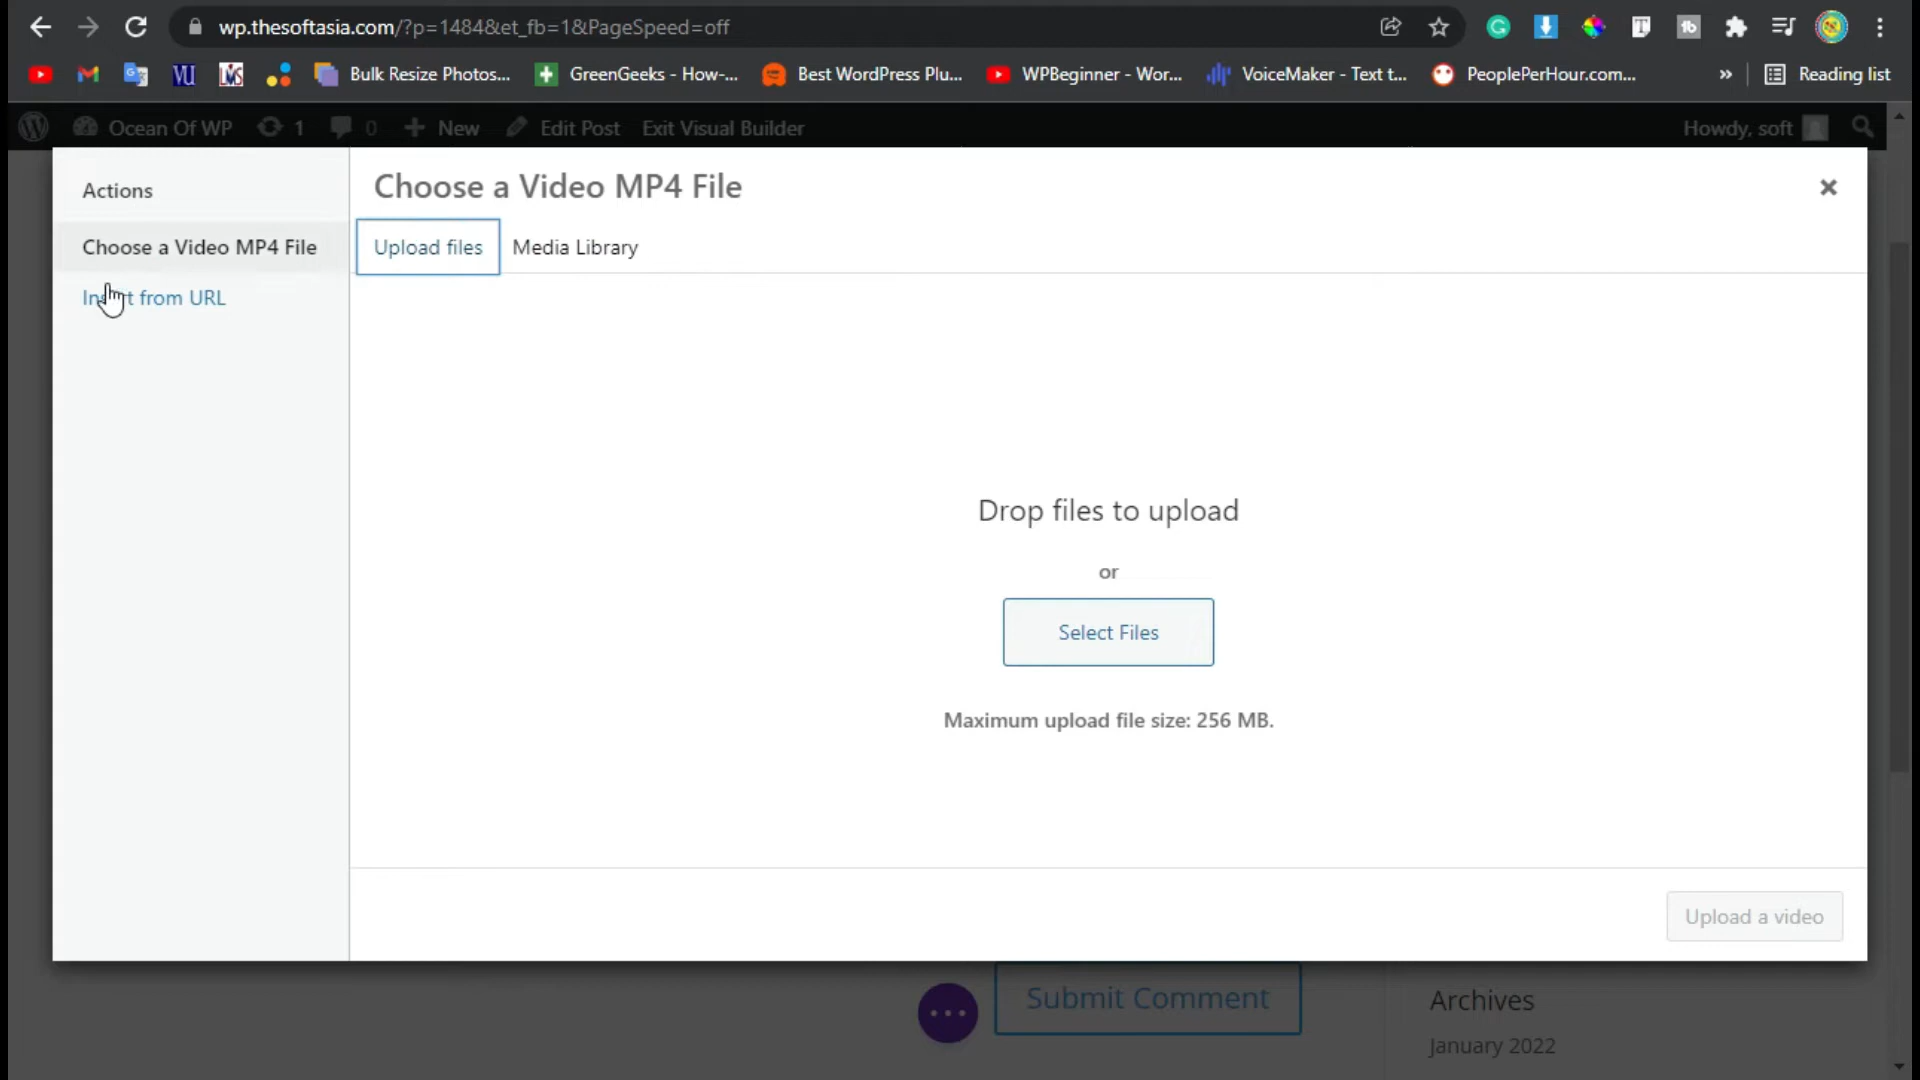 wp.thesoftasia.com/?p=1484&et_fb=1&PageSpeed=off
Bulk Resize Photos... GreenGeeks - How-... Best WordPress Plu... WPBeginner - Wor... VoiceMaker - Text t... PeoplePerHour.com... » Reading list
Ocean Of WP 1 0 New Edit Post Exit Visual Builder Howdy, soft
Actions
Choose a Video MP4 File
Insert from URL
Choose a Video MP4 File
Upload files Media Library
Drop files to upload
or
Select Files
Maximum upload file size: 256 MB.
Upload a video
Submit Comment
Archives
January 2022